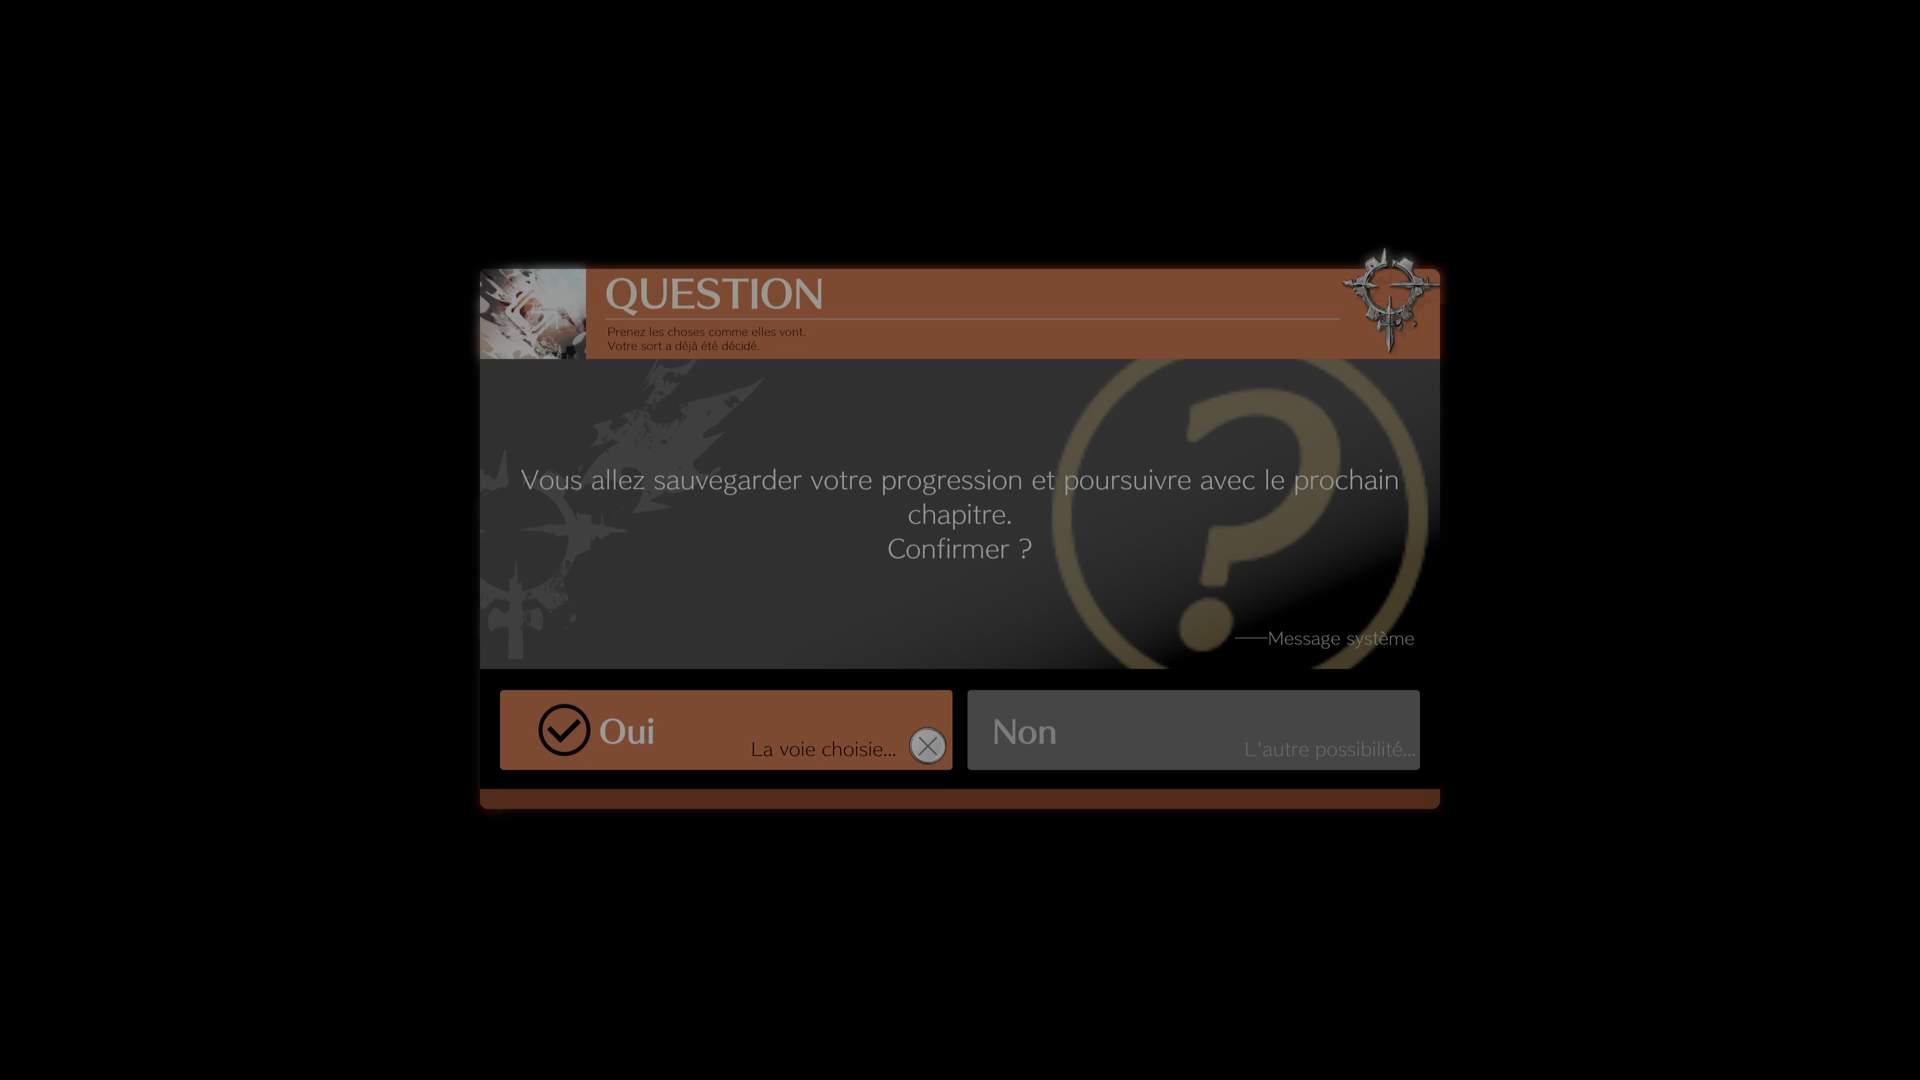 QUESTION
Prenez les choses comme elles vont.
Votre sort a déjà été décidé.
Vous allez sauvegarder votre progression et poursuivre avec le prochain
chapitre.
Confirmer ?
——Message système
Oui
La voie choisie...
Non
L'autre possibilité...